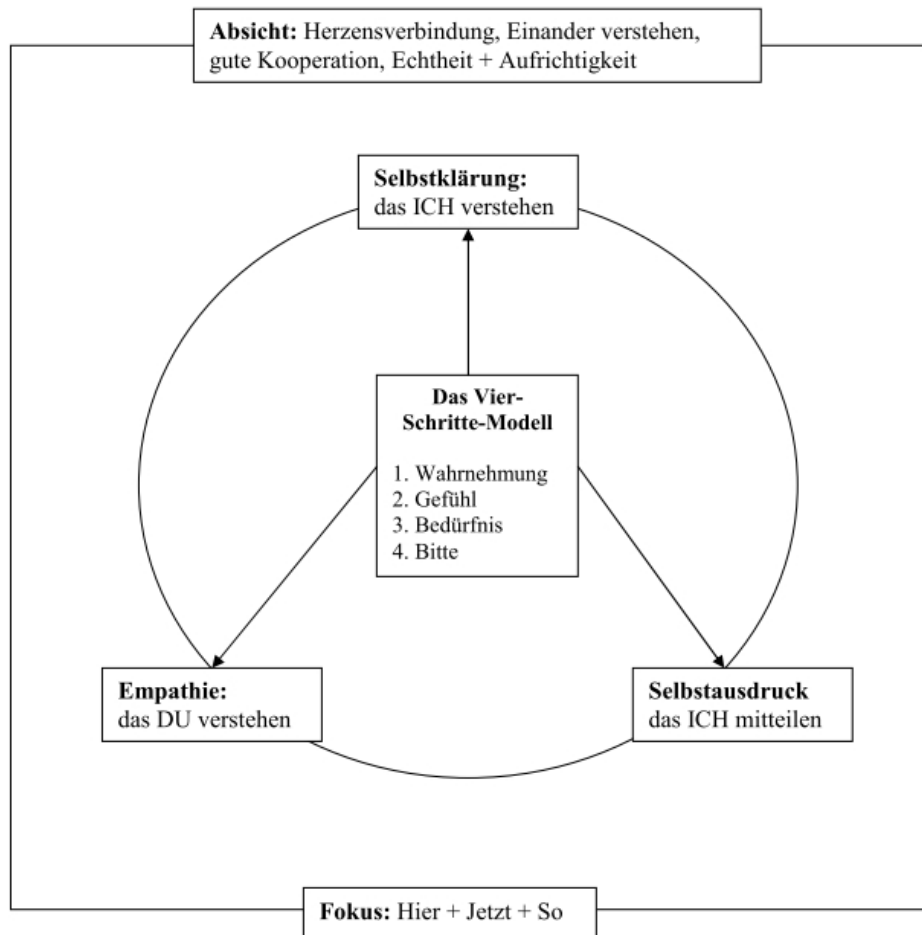 Absicht: Herzensverbindung, Einander verstehen,
gute Kooperation, Echtheit + Aufrichtigkeit
Selbstklärung:
das ICH verstehen
Das Vier-
Schritte-Modell
1. Wahrnehmung
2. Gefühl
3. Bedürfnis
4. Bitte
Empathie:
das DU verstehen
Selbstausdruck
das ICH mitteilen
Fokus: Hier + Jetzt + So